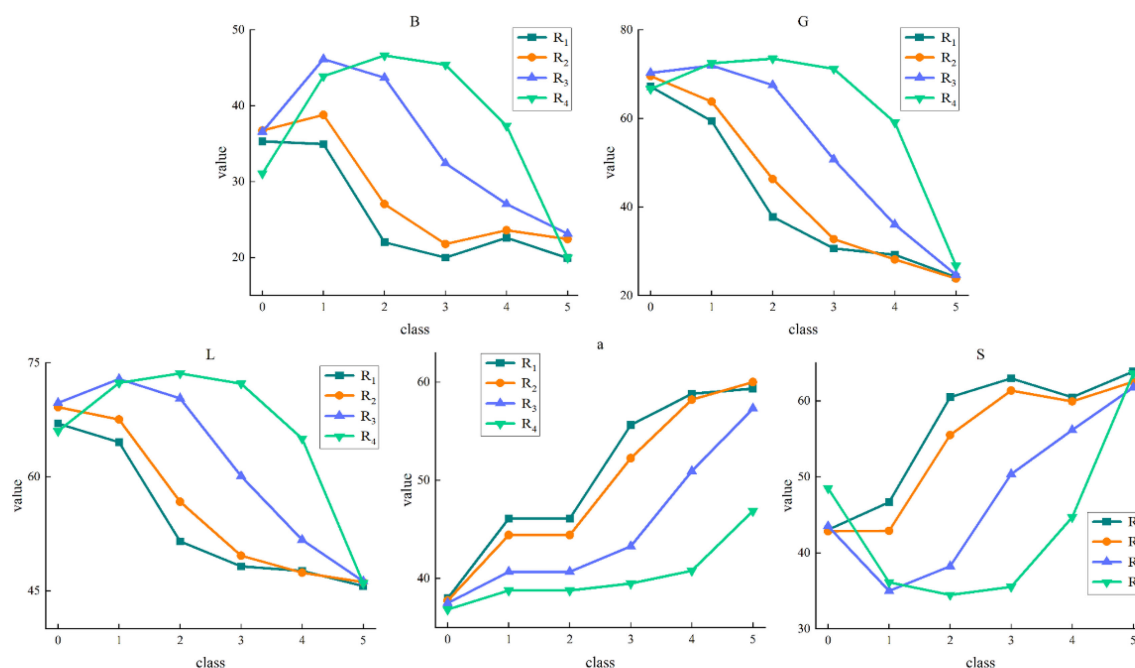 B
50
40
30
20
value
0 1 2 3 4 5
class
R₁
R₂
R₃
R₄
G
80
60
40
20
value
0 1 2 3 4 5
class
R₁
R₂
R₃
R₄
L
75
60
45
value
0 1 2 3 4 5
class
R₁
R₂
R₃
R₄
a
60
50
40
value
0 1 2 3 4 5
class
R₁
R₂
R₃
R₄
S
60
50
40
30
value
0 1 2 3 4 5
class
R
R
R
R